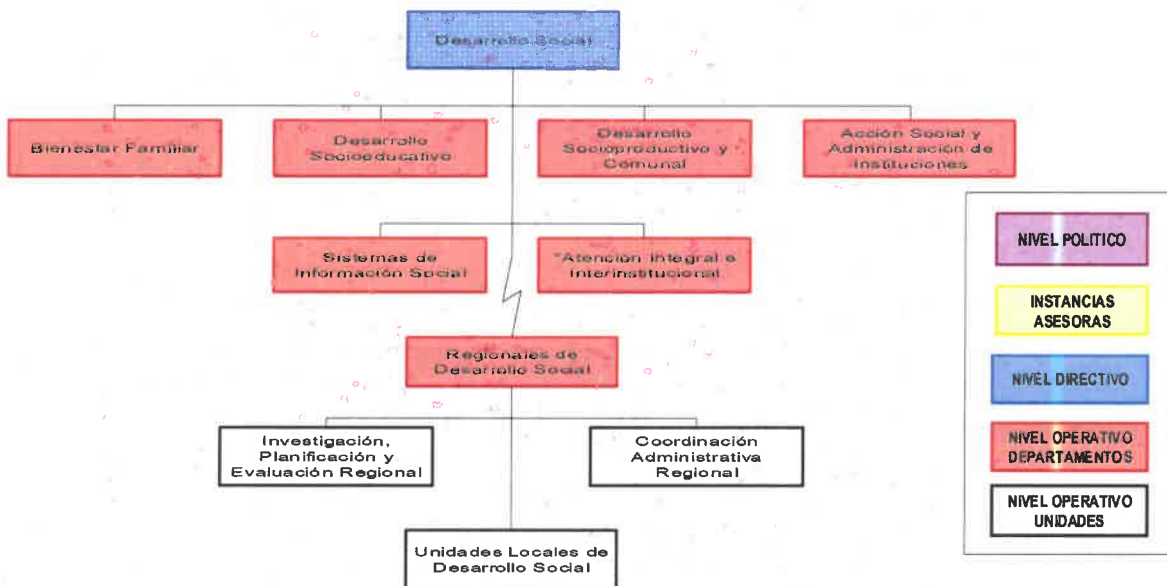 Desarrollo Social
Bienestar Familiar
Desarrollo
Socioeducativo
Desarrollo
Socioproductivo y
Comunal
Acción Social y
Administración de
Instituciones
Sistemas de
Información Social
"Atención Integral e
Interinstitucional
Regionales de
Desarrollo Social
Investigación,
Planificación y
Evaluación Regional
Coordinación
Administrativa
Regional
Unidades Locales de
Desarrollo Social
NIVEL POLITICO
INSTANCIAS
ASESORAS
NIVEL DIRECTIVO
NIVEL OPERATIVO
DEPARTAMENTOS
NIVEL OPERATIVO
UNIDADES